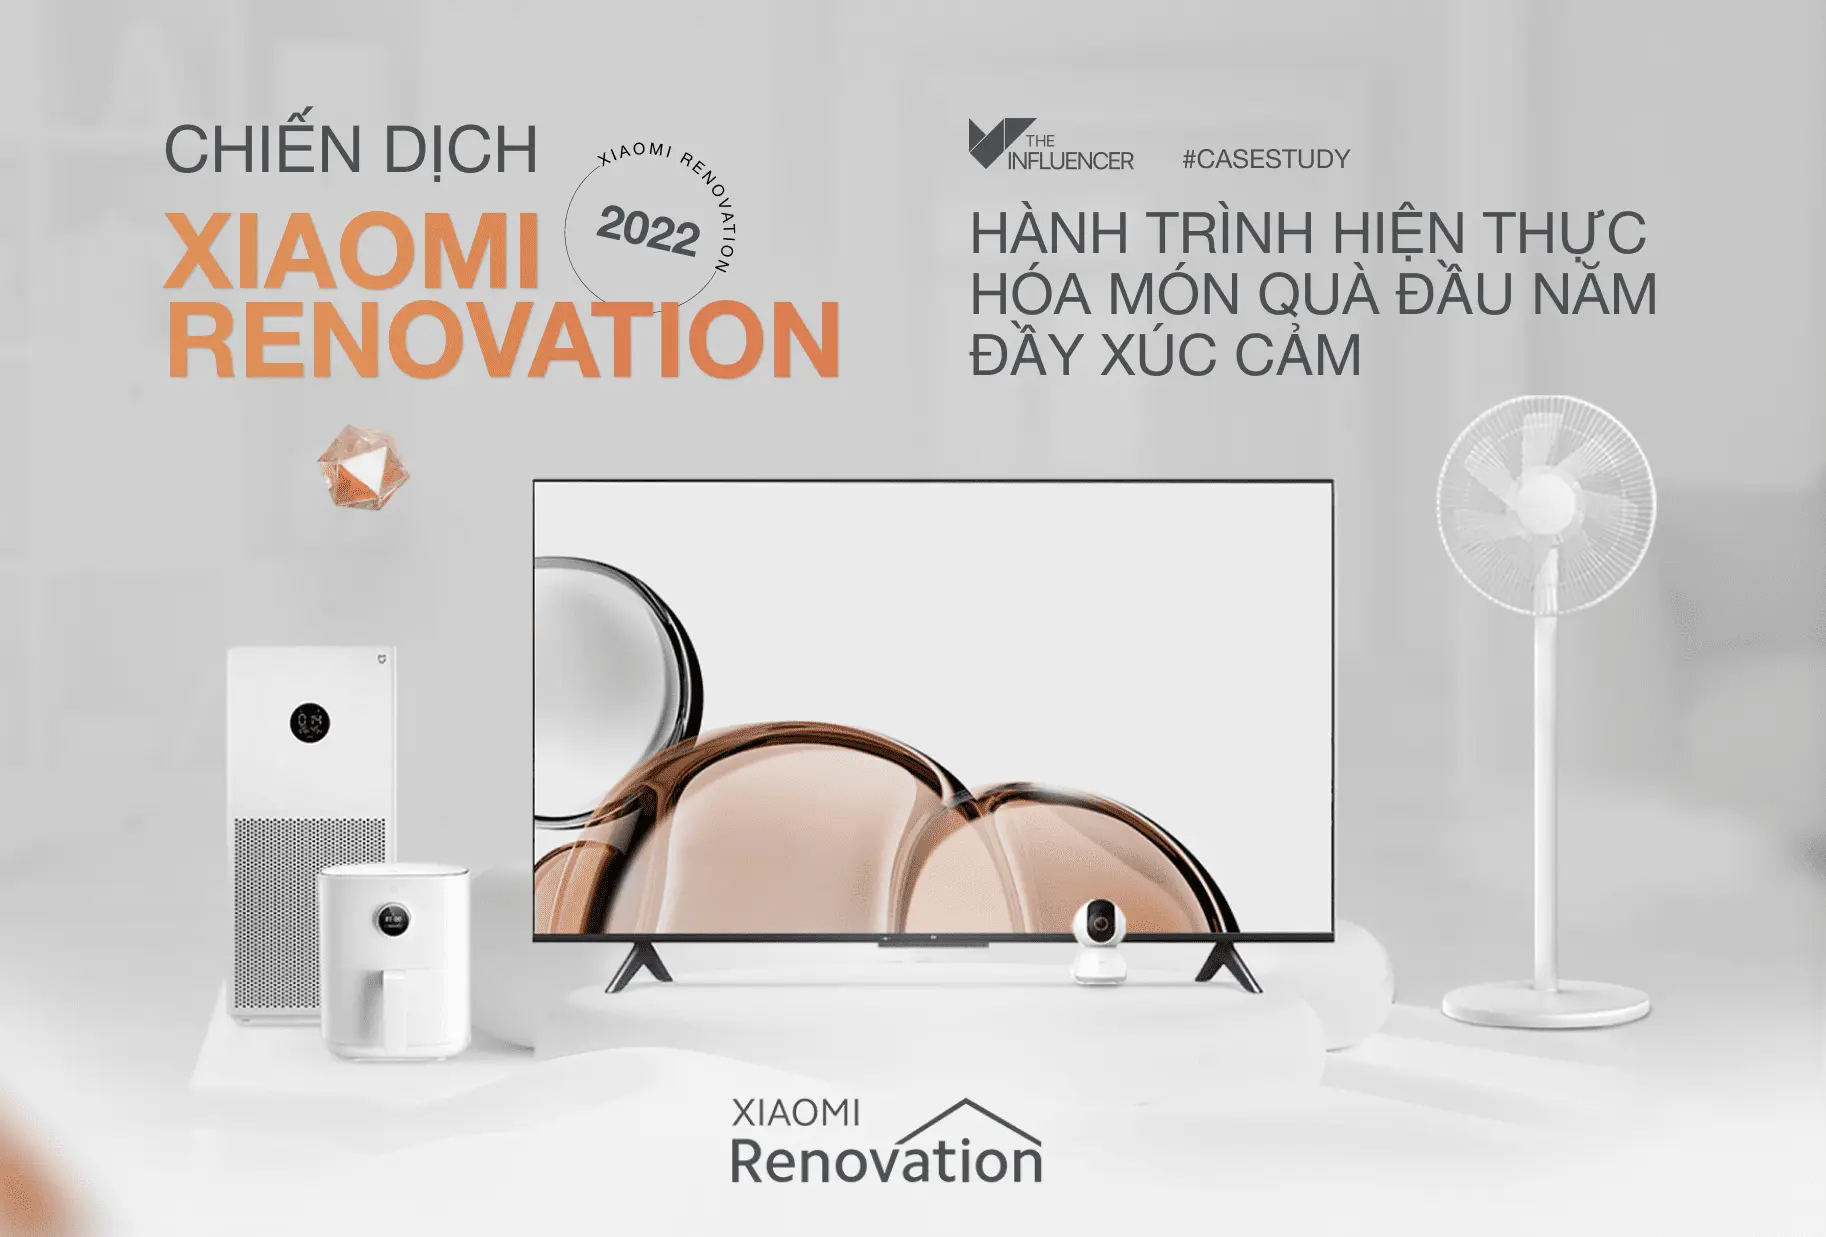 CHIẾN DỊCH
XIAOMI
RENOVATION
XIAOMI RENOVATION
2022
THE
INFLUENCER
#CASESTUDY
HÀNH TRÌNH HIỆN THỰC
HÓA MÓN QUÀ ĐẦU NĂM
ĐẦY XÚC CẢM
XIAOMI
Renovation